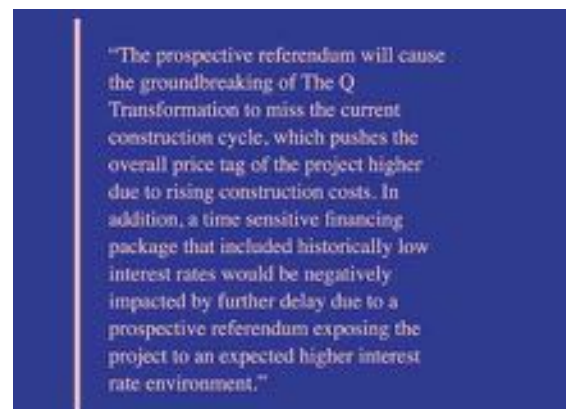 “The prospective referendum will cause
the groundbreaking of The Q
Transformation to miss the current
construction cycle, which pushes the
overall price tag of the project higher
due to rising construction costs. In
addition, a time sensitive financing
package that included historically low
interest rates would be negatively
impacted by further delay due to a
prospective referendum exposing the
project to an expected higher interest
rate environment.”